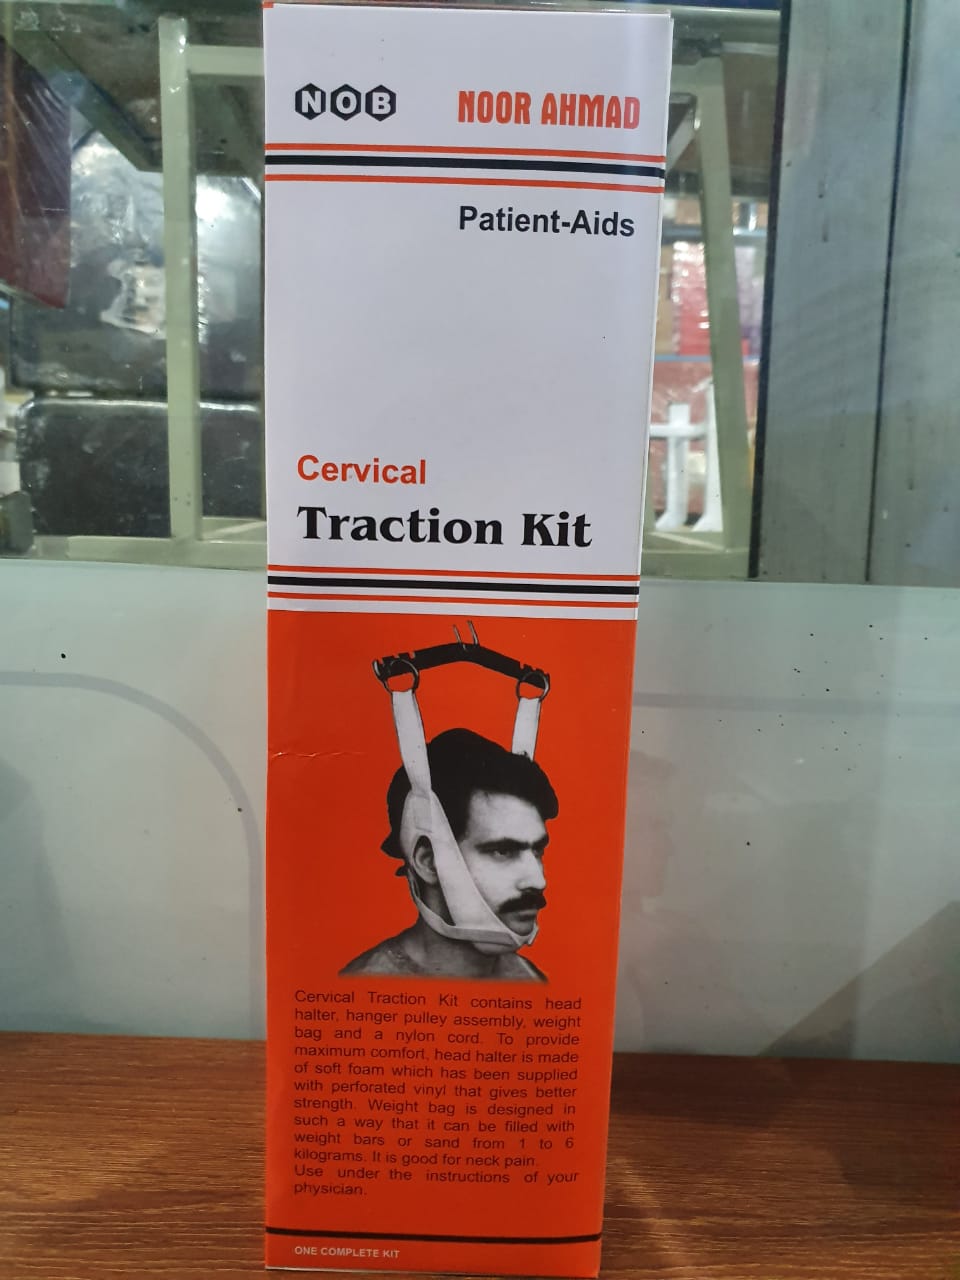 NOB NOOR AHMAD
Patient-Aids
Cervical
Traction Kit
Cervical Traction Kit contains head
halter, hanger pulley assembly, weight
bag and a nylon cord. To provide
maximum comfort, head halter is made
of soft foam which has been supplied
with perforated vinyl that gives better
strength. Weight bag is designed in
such a way that it can be filled with
weight bars or sand from 1 to 6
kilograms. It is good for neck pain.
Use under the instructions of your
physician.
ONE COMPLETE KIT